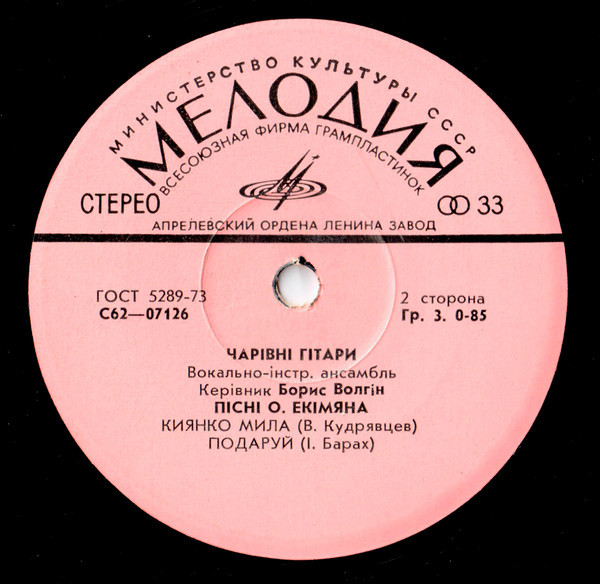 МИНИСТЕРСТВО КУЛЬТУРЫ СССР
МЕЛОДИЯ
ВСЕСОЮЗНАЯ ФИРМА ГРАМПЛАСТИНОК
СТЕРЕО
33
АПРЕЛЕВСКИЙ ОРДЕНА ЛЕНИНА ЗАВОД
ГОСТ 5289-73
2 сторона
С62—07126
Гр. 3. 0-85
ЧАРІВНІ ГІТАРИ
Вокально-інстр. ансамбль
Керівник Борис Волгін
ПІСНІ О. ЕКІМЯНА
КИЯНКО МИЛА (В. Кудрявцев)
ПОДАРУЙ (І. Барах)